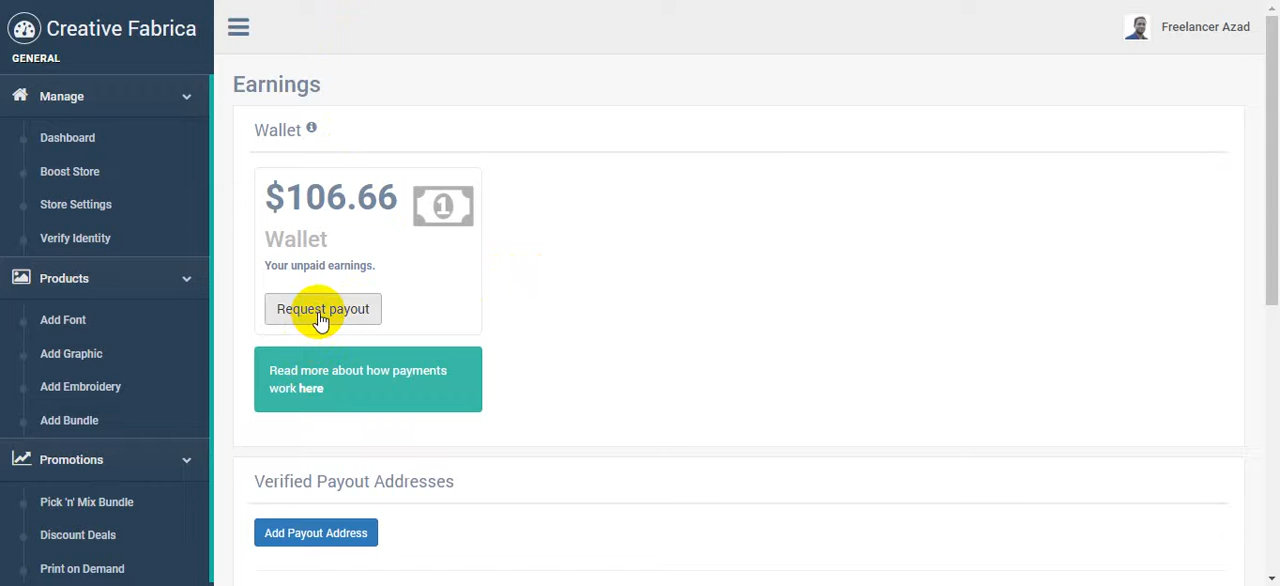 Creative Fabrica
GENERAL
Manage
Dashboard
Boost Store
Store Settings
Verify Identity
Products
Add Font
Add Graphic
Add Embroidery
Add Bundle
Promotions
Pick 'n' Mix Bundle
Discount Deals
Print on Demand
Freelancer Azad
Earnings
Wallet
$106.66
1
Wallet
Your unpaid earnings.
Request payout
Read more about how payments
work here
Verified Payout Addresses
Add Payout Address